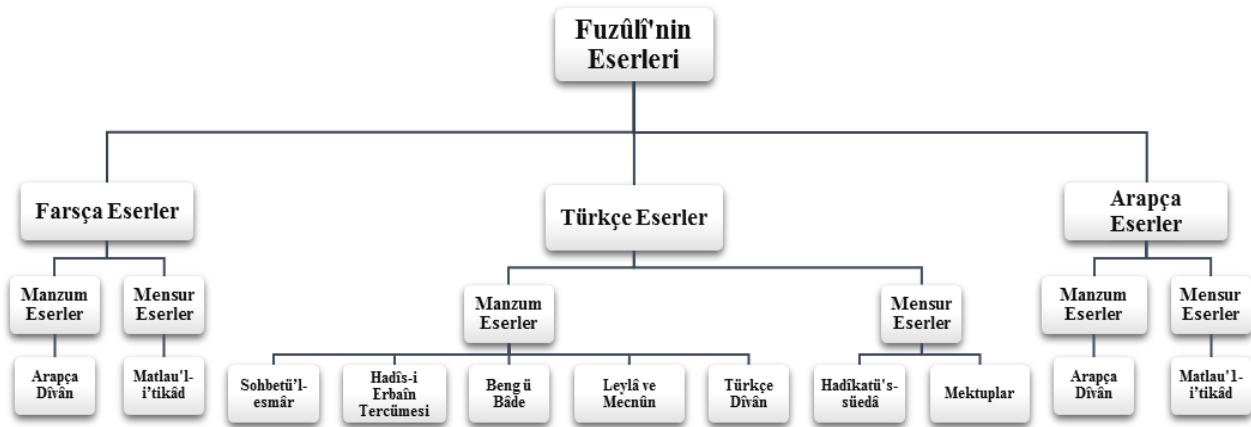 Fuzûlî'nin
Eserleri
Farsça Eserler
Türkçe Eserler
Arapça
Eserler
Manzum
Eserler
Mensur
Eserler
Manzum
Eserler
Mensur
Eserler
Manzum
Eserler
Mensur
Eserler
Arapça
Dîvân
Matlau'l-
i’tikâd
Sohbetü’l-
esmâr
Hadîs-i
Erbaîn
Tercümesi
Beng ü
Bâde
Leylâ ve
Mecnûn
Türkçe
Dîvân
Hadîkatü's-
süedâ
Mektuplar
Arapça
Dîvân
Matlau'l-
i’tikâd